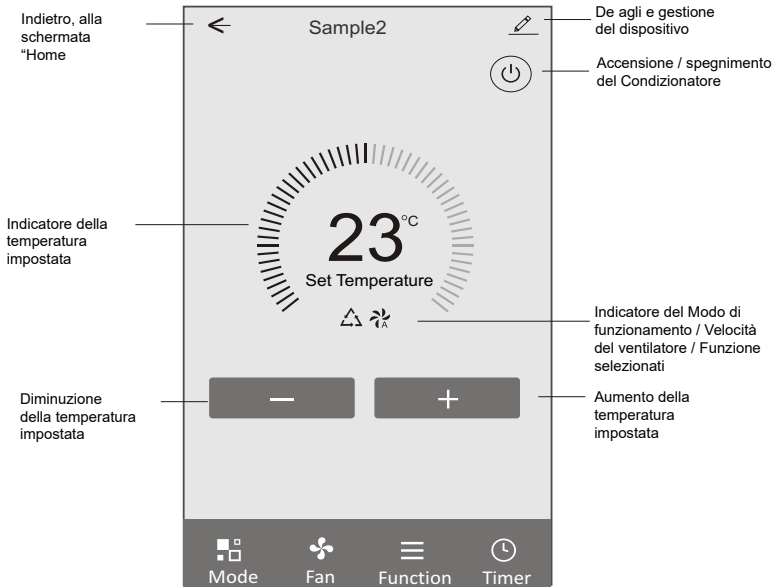 Indietro, alla
schermata
“Home
Sample2
De agli e gestione
del dispositivo
Accensione / spegnimento
del Condizionatore
Indicatore della
temperatura
impostata
23°C
Set Temperature
A
Indicatore del Modo di
funzionamento / Velocità
del ventilatore / Funzione
selezionati
Diminuzione
della temperatura
impostata
−
+
Aumento della
temperatura
impostata
Mode
Fan
Function
Timer